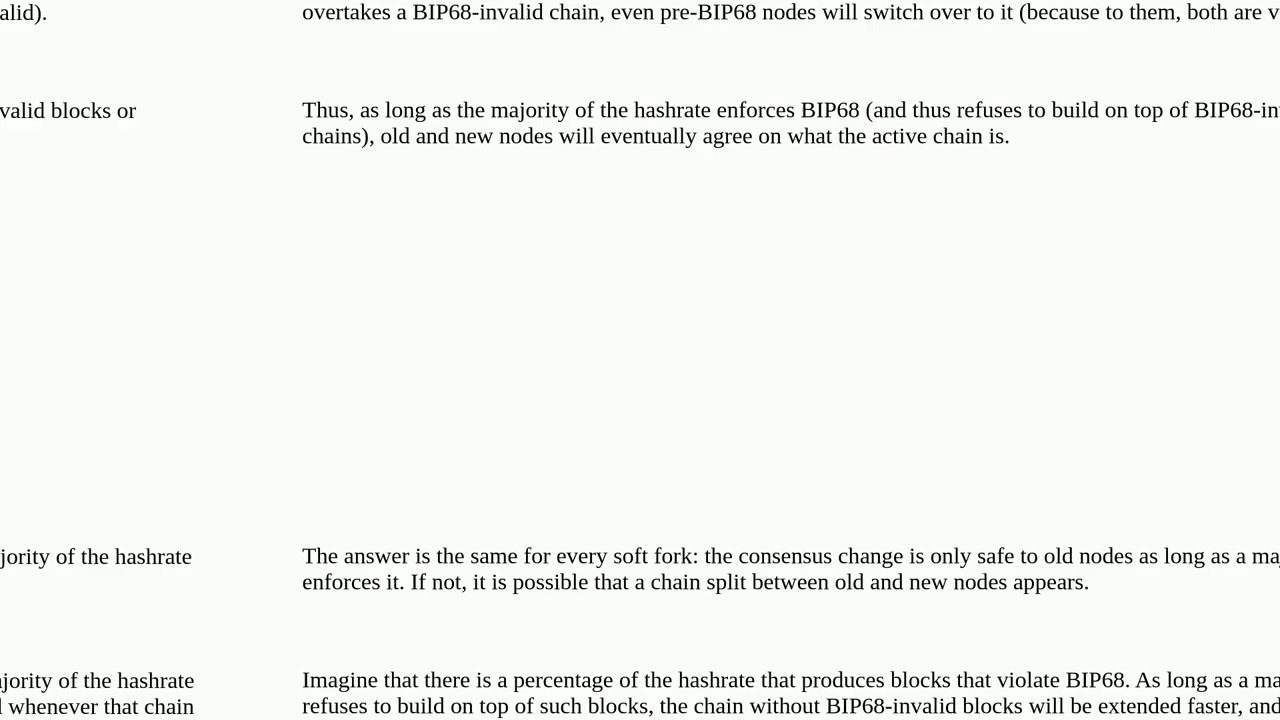 alid).
overtakes a BIP68-invalid chain, even pre-BIP68 nodes will switch over to it (because to them, both are v
valid blocks or
Thus, as long as the majority of the hashrate enforces BIP68 (and thus refuses to build on top of BIP68-in
chains), old and new nodes will eventually agree on what the active chain is.
jority of the hashrate
The answer is the same for every soft fork: the consensus change is only safe to old nodes as long as a ma
enforces it. If not, it is possible that a chain split between old and new nodes appears.
jority of the hashrate
whenever that chain
Imagine that there is a percentage of the hashrate that produces blocks that violate BIP68. As long as a ma
refuses to build on top of such blocks, the chain without BIP68-invalid blocks will be extended faster, and